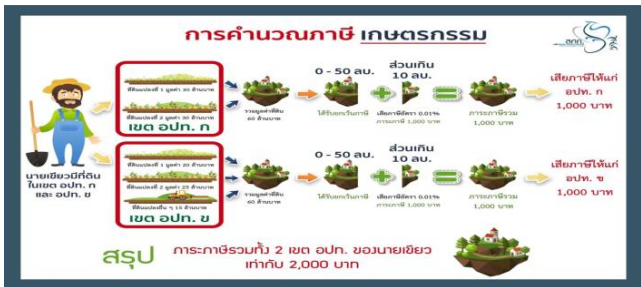 การคำนวณภาษี เกษตรกรรม
สถก.
0 - 50 ลบ.
ส่วนเกิน
10 ลบ.
ที่ดินแปลงที่ 1 มูลค่า 30 ล้านบาท
ที่ดินแปลงที่ 2 มูลค่า 30 ล้านบาท
เขต อปท. ก
รวมมูลค่าที่ดิน
60 ล้านบาท
ได้รับยกเว้นภาษี
เสียภาษีอัตรา 0.01%
ภาระภาษี 1,000 บาท
ภาระภาษีรวม
1,000 บาท
เสียภาษีให้แก่
อปท. ก
1,000 บาท
นายเขียวมีที่ดิน
ในเขต อปท. ก
และ อปท. ข
0 - 50 ลบ.
ส่วนเกิน
10 ลบ.
ที่ดินแปลงที่ 1 มูลค่า 20 ล้านบาท
ที่ดินแปลงที่ 2 มูลค่า 25 ล้านบาท
ที่ดินแปลงอื่น ๆ 15 ล้านบาท
เขต อปท. ข
รวมมูลค่าที่ดิน
60 ล้านบาท
ได้รับยกเว้นภาษี
เสียภาษีอัตรา 0.01%
ภาระภาษี 1,000 บาท
ภาระภาษีรวม
1,000 บาท
เสียภาษีให้แก่
อปท. ข
1,000 บาท
สรุป
ภาระภาษีรวมทั้ง 2 เขต อปท. ของนายเขียว
เท่ากับ 2,000 บาท